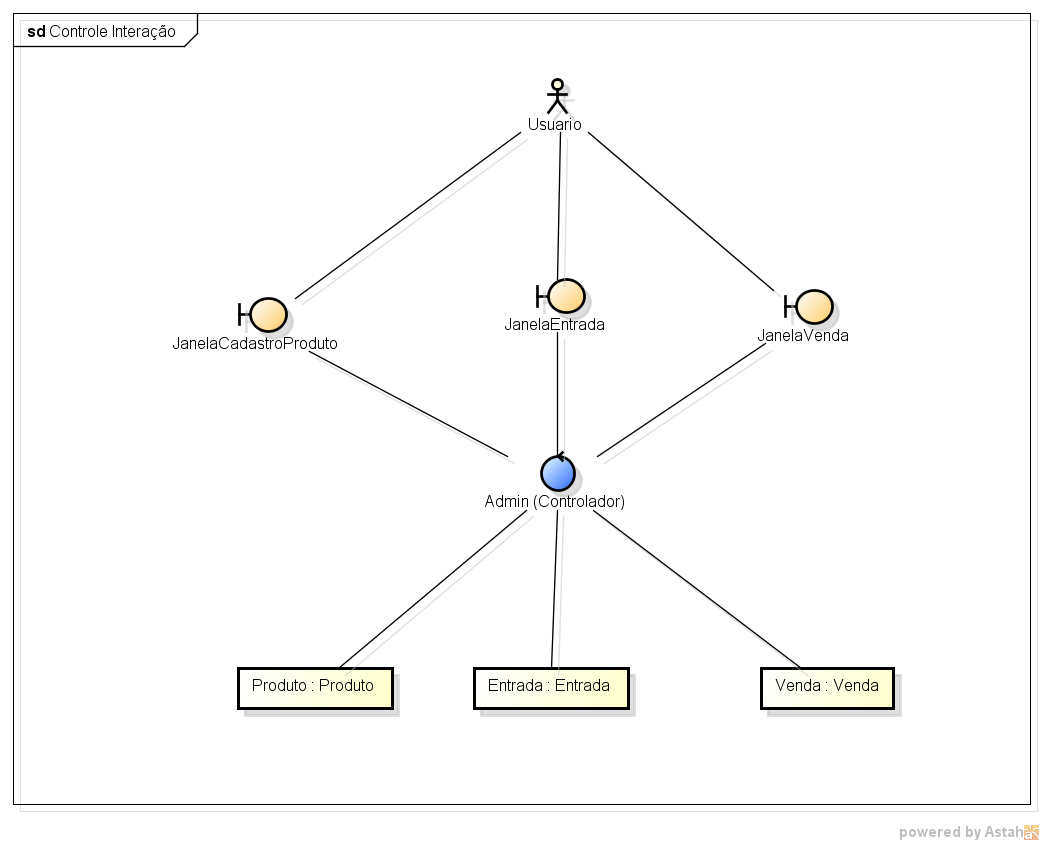 sd Controle Interação
Usuario
JanelaCadastroProduto
JanelaEntrada
JanelaVenda
Admin (Controlador)
Produto : Produto
Entrada : Entrada
Venda : Venda
powered by Astah